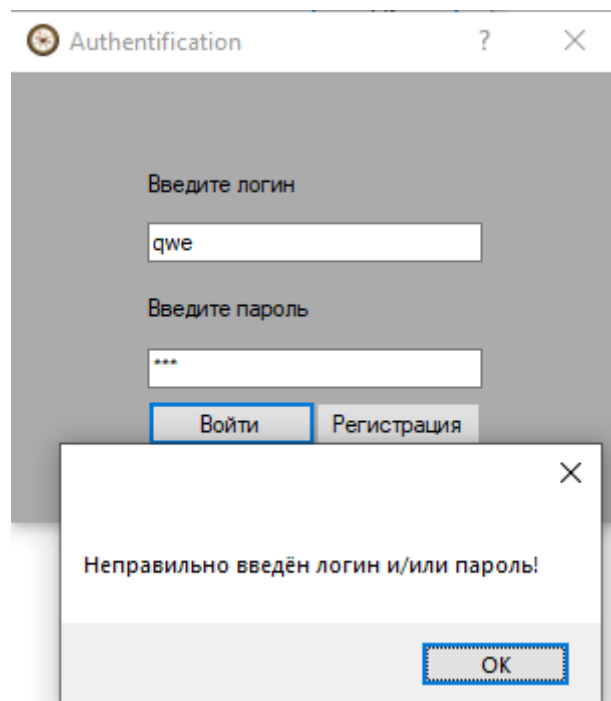 Authentification
Введите логин
qwe
Введите пароль
***
Войти Регистрация
Неправильно введён логин и/или пароль!
OK